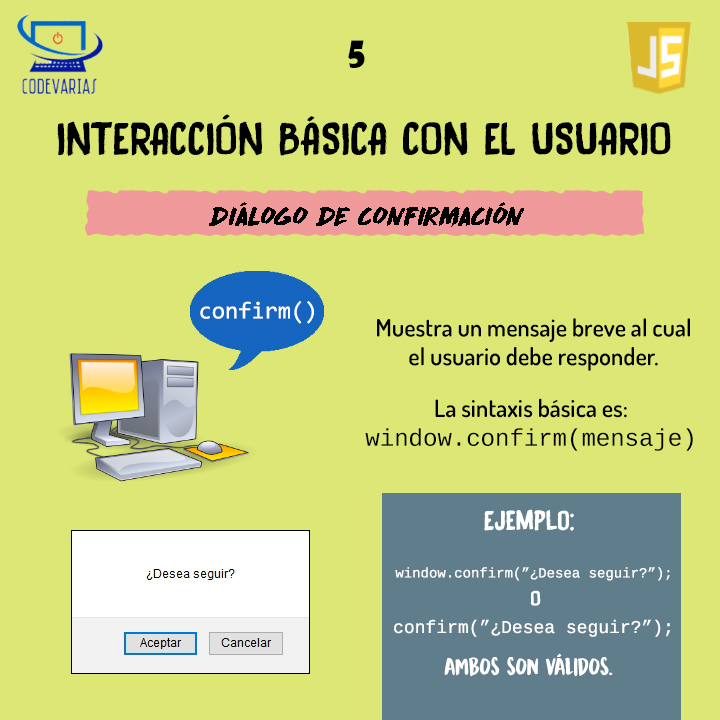 CODEVARIAS
5
JS
INTERACCIÓN BÁSICA CON EL USUARIO
DIÁLOGO DE CONFIRMACIÓN
confirm()
Muestra un mensaje breve al cual
el usuario debe responder.
La sintaxis básica es:
window.confirm(mensaje)
¿Desea seguir?
Aceptar
Cancelar
EJEMPLO:
window.confirm(”¿Desea seguir?”);
O
confirm(”¿Desea seguir?”);
AMBOS SON VÁLIDOS.